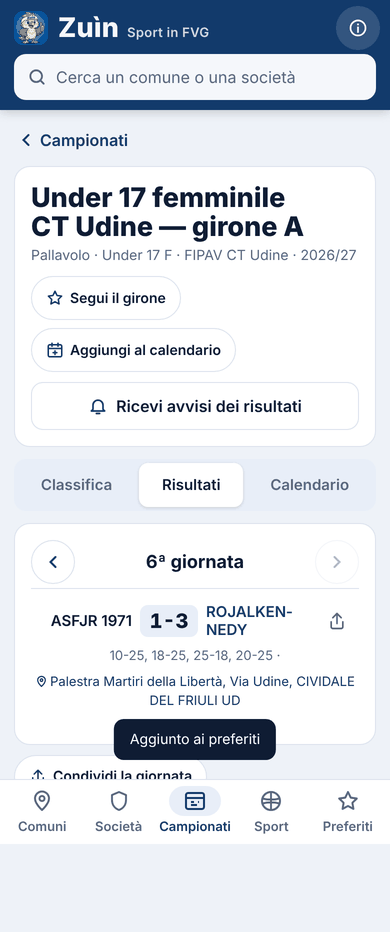 Zuìn Sport in FVG
Cerca un comune o una società
Campionati
Under 17 femminile
CT Udine — girone A
Pallavolo · Under 17 F · FIPAV CT Udine · 2026/27
Segui il girone
Aggiungi al calendario
Ricevi avvisi dei risultati
Classifica Risultati Calendario
6ª giornata
ASFJR 1971 1-3 ROJALKEN-
NEDY
10-25, 18-25, 25-18, 20-25 ·
Palestra Martiri della Libertà, Via Udine, CIVIDALE
DEL FRIULI UD
Aggiunto ai preferiti
Condividi la giornata
Comuni Società Campionati Sport Preferiti